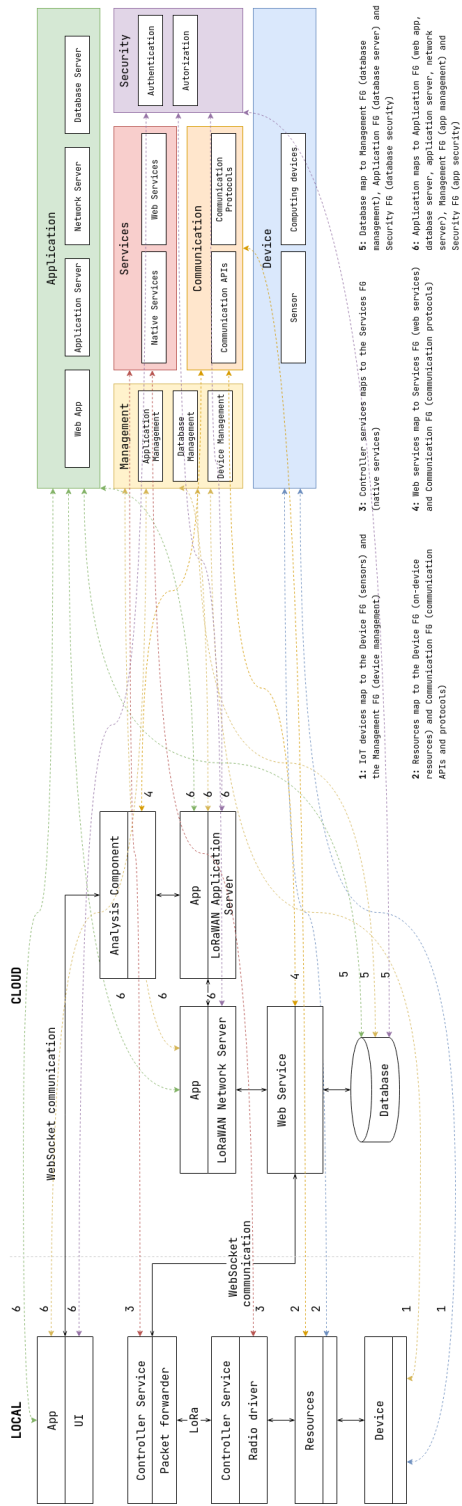 LOCAL
CLOUD
6
6
6
App
UI
WebSocket communication
3
Controller Service
Packet forwarder
LoRa
WebSocket
communication
3
Controller Service
Radio driver
2
2
Resources
Device
1
1
6
6
6
App
LoRaWAN Network Server
Web Service
4
Database
5
5
5
Analysis Component
4
App
LoRaWAN Application
Server
6
6
6
Application
Web App
Application Server
Network Server
Database Server
Management
Application
Management
Database
Management
Device Management
Services
Native Services
Web Services
Communication
Communication APIs
Communication
Protocols
Security
Authentication
Autorization
Device
Sensor
Computing devices
1: IoT devices map to the Device FG (sensors) and
the Management FG (device management)
2: Resources map to the Device FG (on-device
resources) and Communication FG (communication
APIs and protocols)
3: Controller services maps to the Services FG
(native services)
4: Web services map to Services FG (web services)
and Communication FG (communication protocols)
5: Database map to Management FG (database
management), Application FG (database server) and
Security FG (database security)
6: Application maps to Application FG (web app,
database server, application server, network
server), Management FG (app management) and
Security FG (app security)